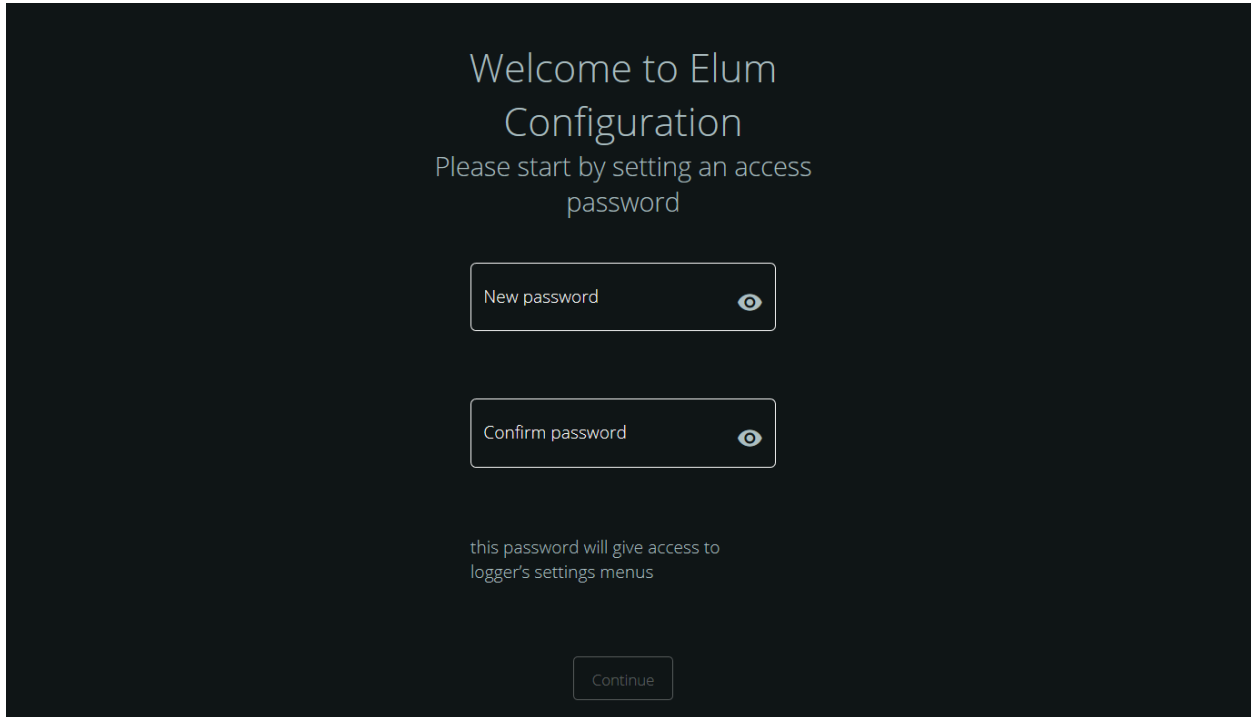 Welcome to Elum
Configuration
Please start by setting an access
password
New password
Confirm password
this password will give access to
logger’s settings menus
Continue